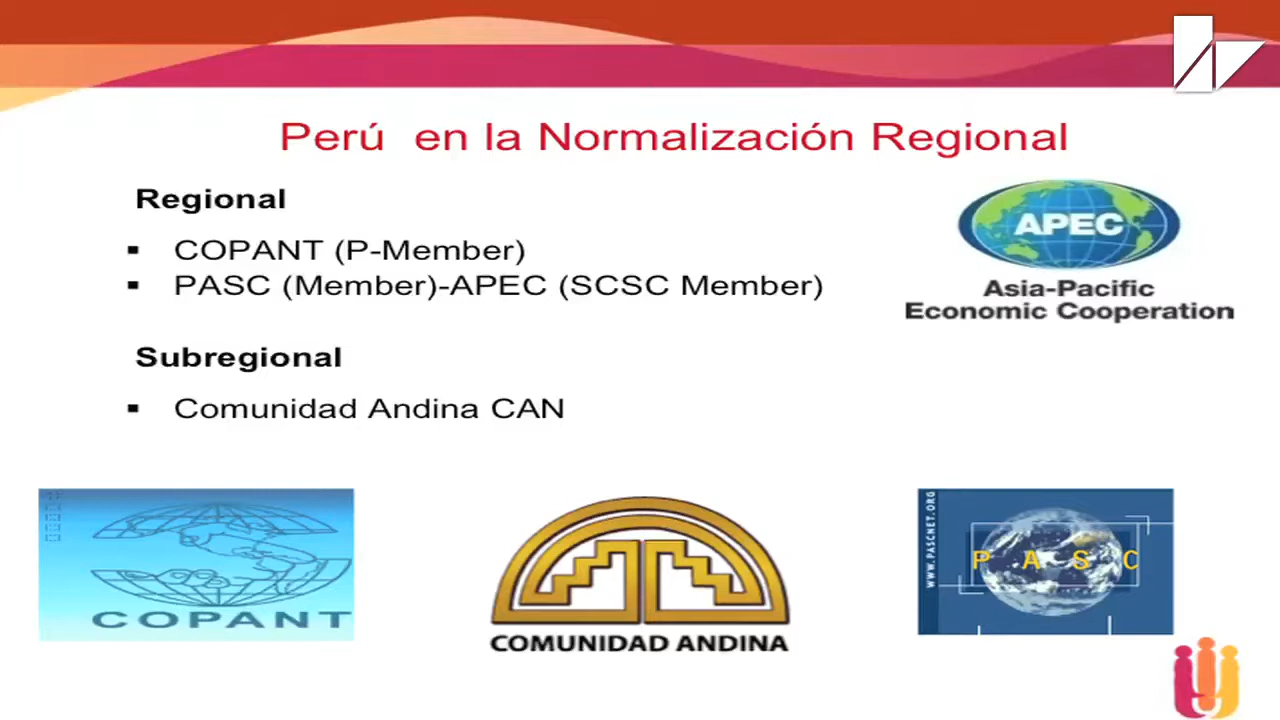 Perú en la Normalización Regional
Regional
▪ COPANT (P-Member)
▪ PASC (Member)-APEC (SCSC Member)
Subregional
▪ Comunidad Andina CAN
APEC
Asia-Pacific
Economic Cooperation
COPANT
COMUNIDAD ANDINA
WWW.PASCNET.ORG
P A S C